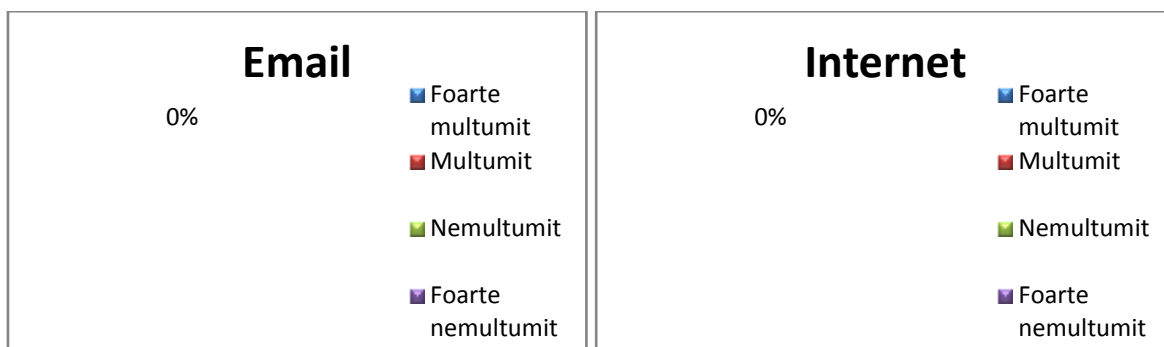 Email
0%
Foarte
multumit
Multumit
Nemultumit
Foarte
nemultumit
Internet
0%
Foarte
multumit
Multumit
Nemultumit
Foarte
nemultumit